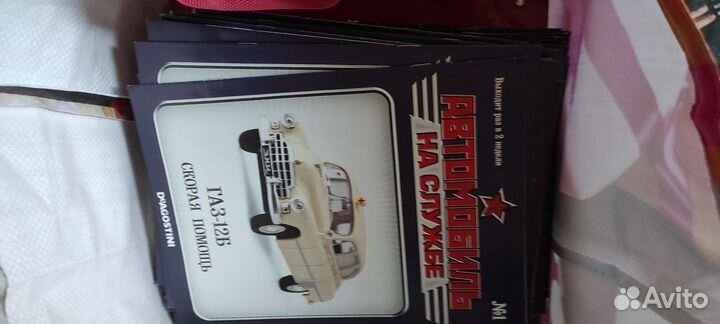 Выходит раз в 2 недели
АВТОМОБИЛЬ
НА СЛУЖБЕ
№1
ГАЗ-12Б
СКОРАЯ ПОМОЩЬ
DEAGOSTINI
Avito